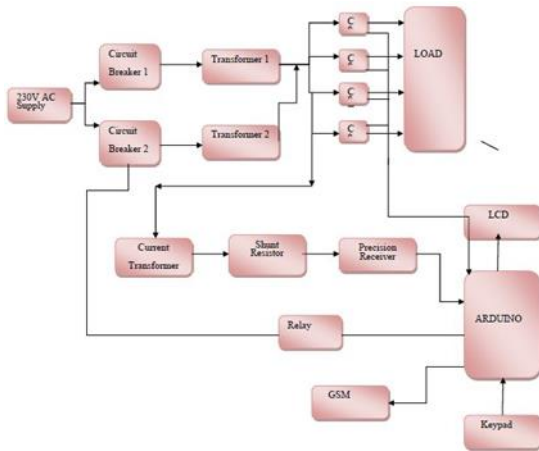 230V AC
Supply
Circuit
Breaker 1
Transformer 1
Circuit
Breaker 2
Transformer 2
C
C
C
C
LOAD
Current
Transformer
Shunt
Resistor
Precision
Receiver
LCD
ARDUINO
Relay
GSM
Keypad